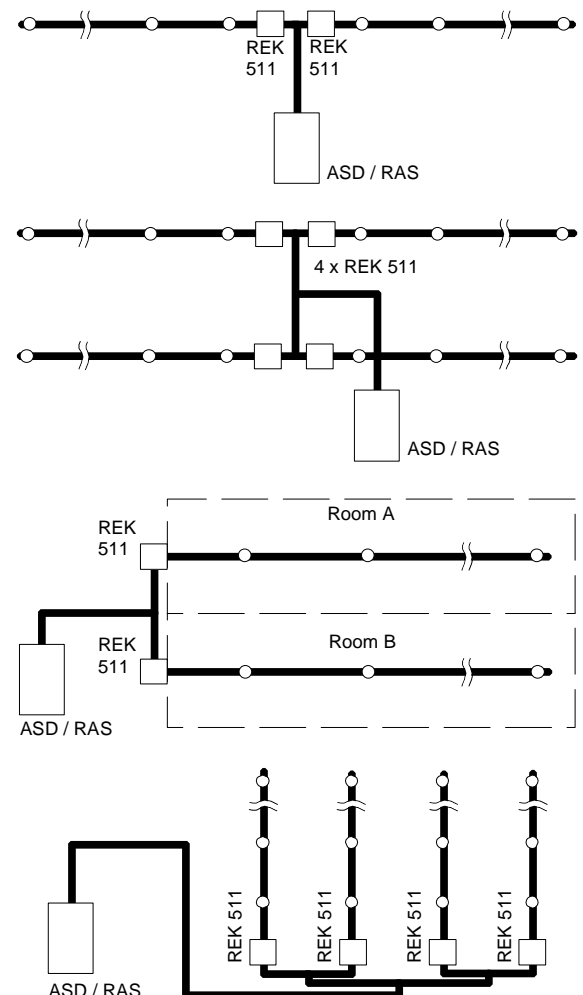 REK
511
REK
511
ASD / RAS
4 x REK 511
ASD / RAS
Room A
REK
511
Room B
REK
511
ASD / RAS
REK 511
REK 511
REK 511
REK 511
ASD / RAS